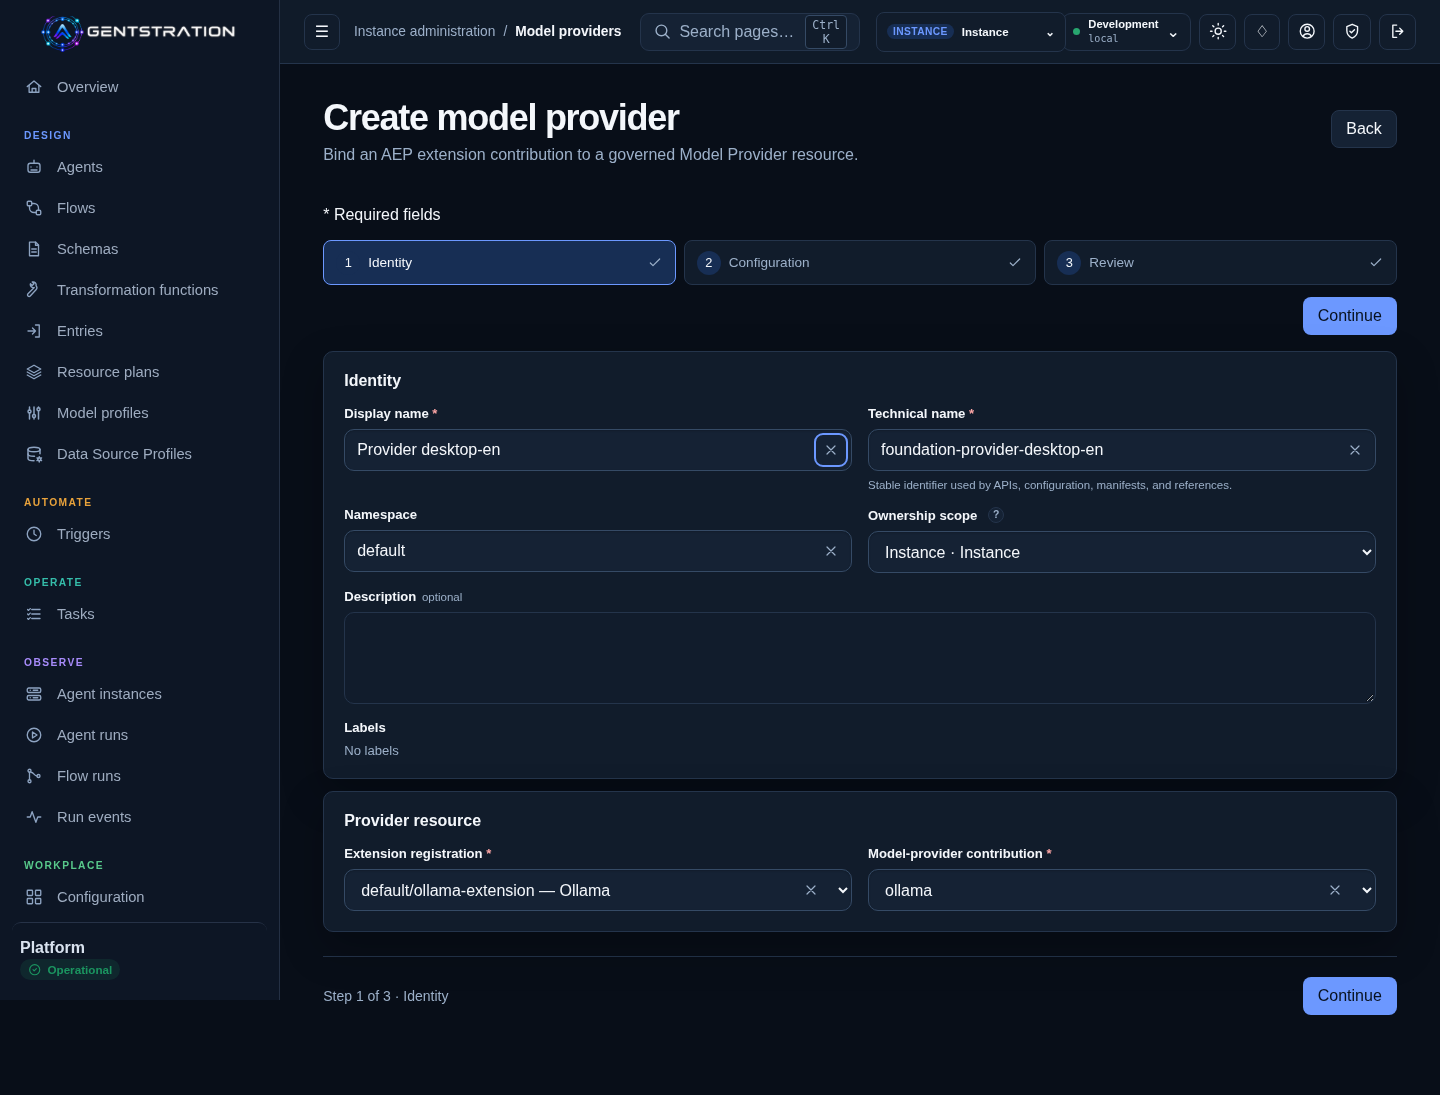 GENTSTRATION
Overview
DESIGN
Agents
Flows
Schemas
Transformation functions
Entries
Resource plans
Model profiles
Data Source Profiles
AUTOMATE
Triggers
OPERATE
Tasks
OBSERVE
Agent instances
Agent runs
Flow runs
Run events
WORKPLACE
Configuration
Platform
Operational
Instance administration / Model providers
Search pages…
Ctrl K
INSTANCE Instance
Development
local
Create model provider
Bind an AEP extension contribution to a governed Model Provider resource.
Back
* Required fields
1 Identity
2 Configuration
3 Review
Continue
Identity
Display name *
Provider desktop-en
Technical name *
foundation-provider-desktop-en
Stable identifier used by APIs, configuration, manifests, and references.
Namespace
default
Ownership scope ?
Instance · Instance
Description optional
Labels
No labels
Provider resource
Extension registration *
default/ollama-extension — Ollama
Model-provider contribution *
ollama
Step 1 of 3 · Identity
Continue